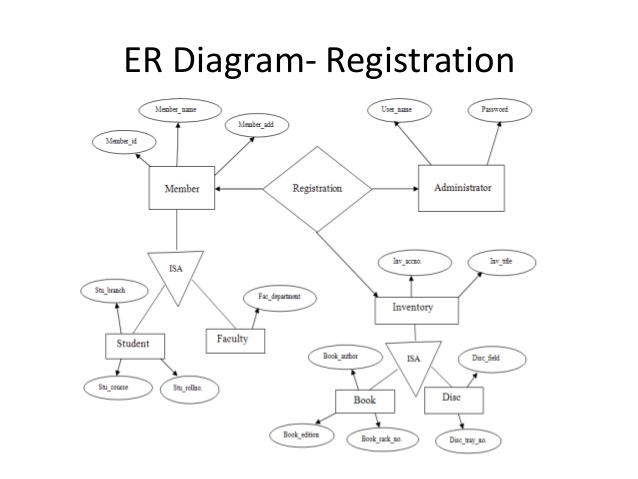 ER Diagram- Registration
Member_name
User_name
Password
Member_add
Member_id
Member
Registration
Administrator
ISA
Inv_accno.
Inv_title
Stu_branch
Fac_department
Inventory
Student
Faculty
Book_author
ISA
Disc_field
Stu_course
Stu_rollno.
Book
Disc
Book_edition
Book_rack_no.
Disc_tray_no.